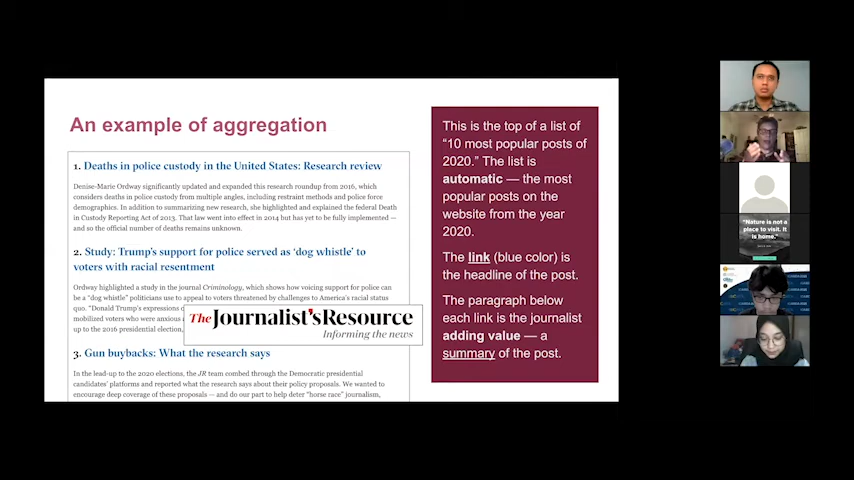 An example of aggregation
1. Deaths in police custody in the United States: Research review
Denise-Marie Ordway significantly updated and expanded this research roundup from 2016, which
considers deaths in police custody from multiple angles, including restraint methods and police force
demographics. In addition to summarizing new research, she highlighted and explained the federal Death
in Custody Reporting Act of 2013. That law went into effect in 2014 but has yet to be fully implemented —
and so the official number of deaths remains unknown.
2. Study: Trump's support for police served as 'dog whistle' to
voters with racial resentment
Ordway highlighted a study in the journal Criminology, which shows how voicing support for police can
be a "dog whistle" politicians use to appeal to voters threatened by challenges to America's racial status
quo. "Donald Trump's expressions
mobilized voters who were anxious
up to the 2016 presidential election,
The Journalist'sResource
Informing the news
3. Gun buybacks: What the research says
In the lead-up to the 2020 elections, the JR team combed through the Democratic presidential
candidates' platforms and reported what the research says about their policy proposals. We wanted to
encourage deep coverage of these proposals — and do our part to help deter "horse race" journalism,
This is the top of a list of
"10 most popular posts of
2020." The list is
automatic — the most
popular posts on the
website from the year
2020.
The link (blue color) is
the headline of the post.
The paragraph below
each link is the journalist
adding value — a
summary of the post.
"Nature is not a
place to visit. It
is home."